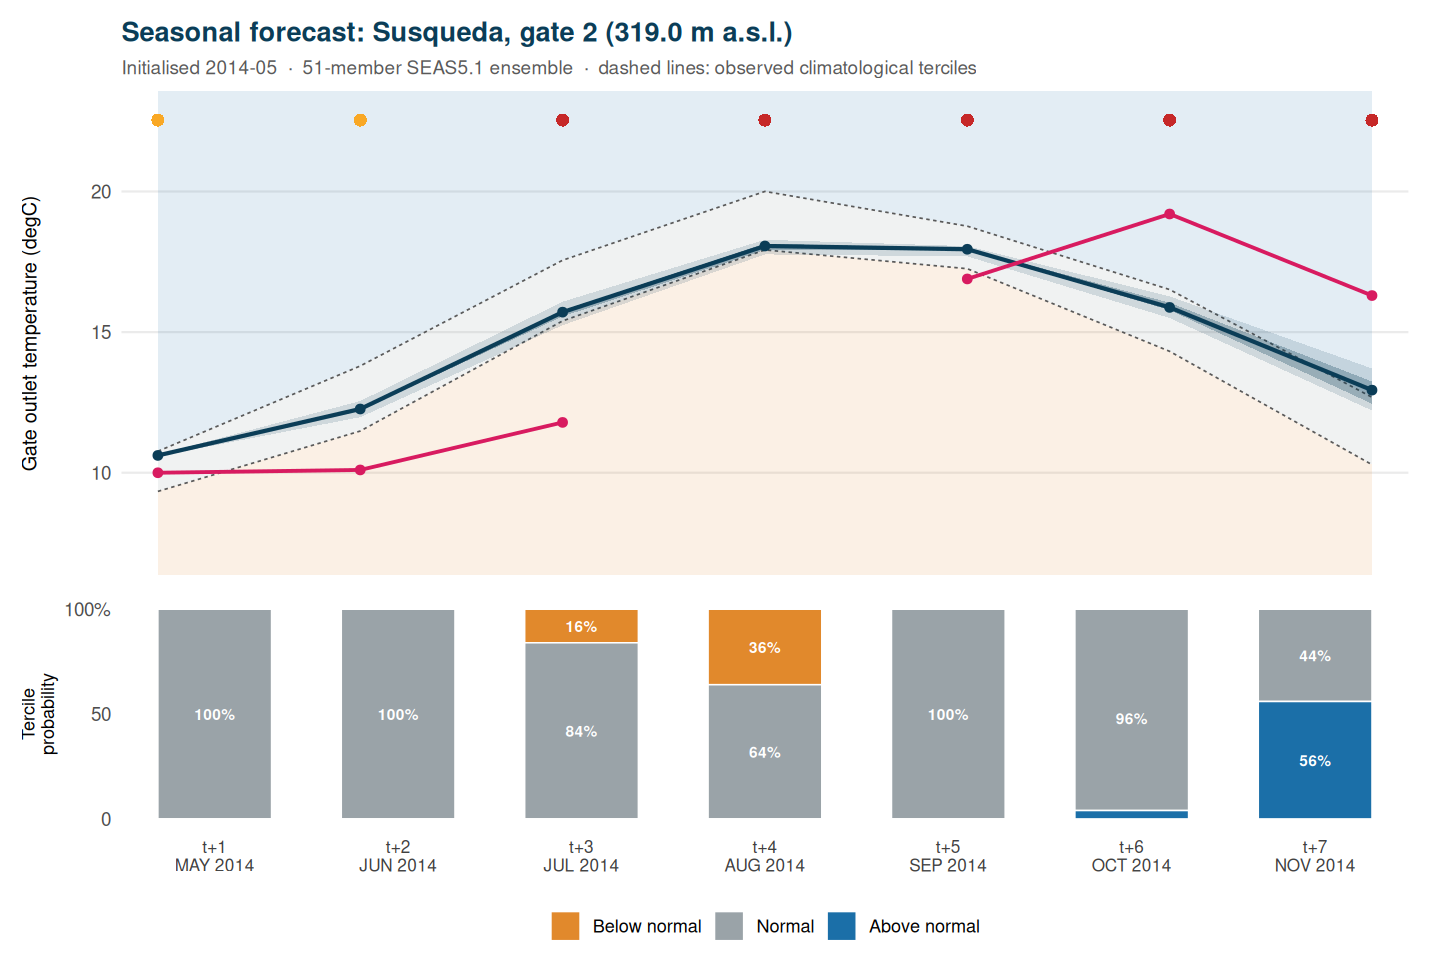 Seasonal forecast: Susqueda, gate 2 (319.0 m a.s.l.)
Initialised 2014-05 · 51-member SEAS5.1 ensemble · dashed lines: observed climatological terciles
Gate outlet temperature (degC)
20
15
10
Tercile
probability
100%
50
0
100%
100%
16%
84%
36%
64%
100%
96%
44%
56%
t+1
MAY 2014
t+2
JUN 2014
t+3
JUL 2014
t+4
AUG 2014
t+5
SEP 2014
t+6
OCT 2014
t+7
NOV 2014
Below normal
Normal
Above normal